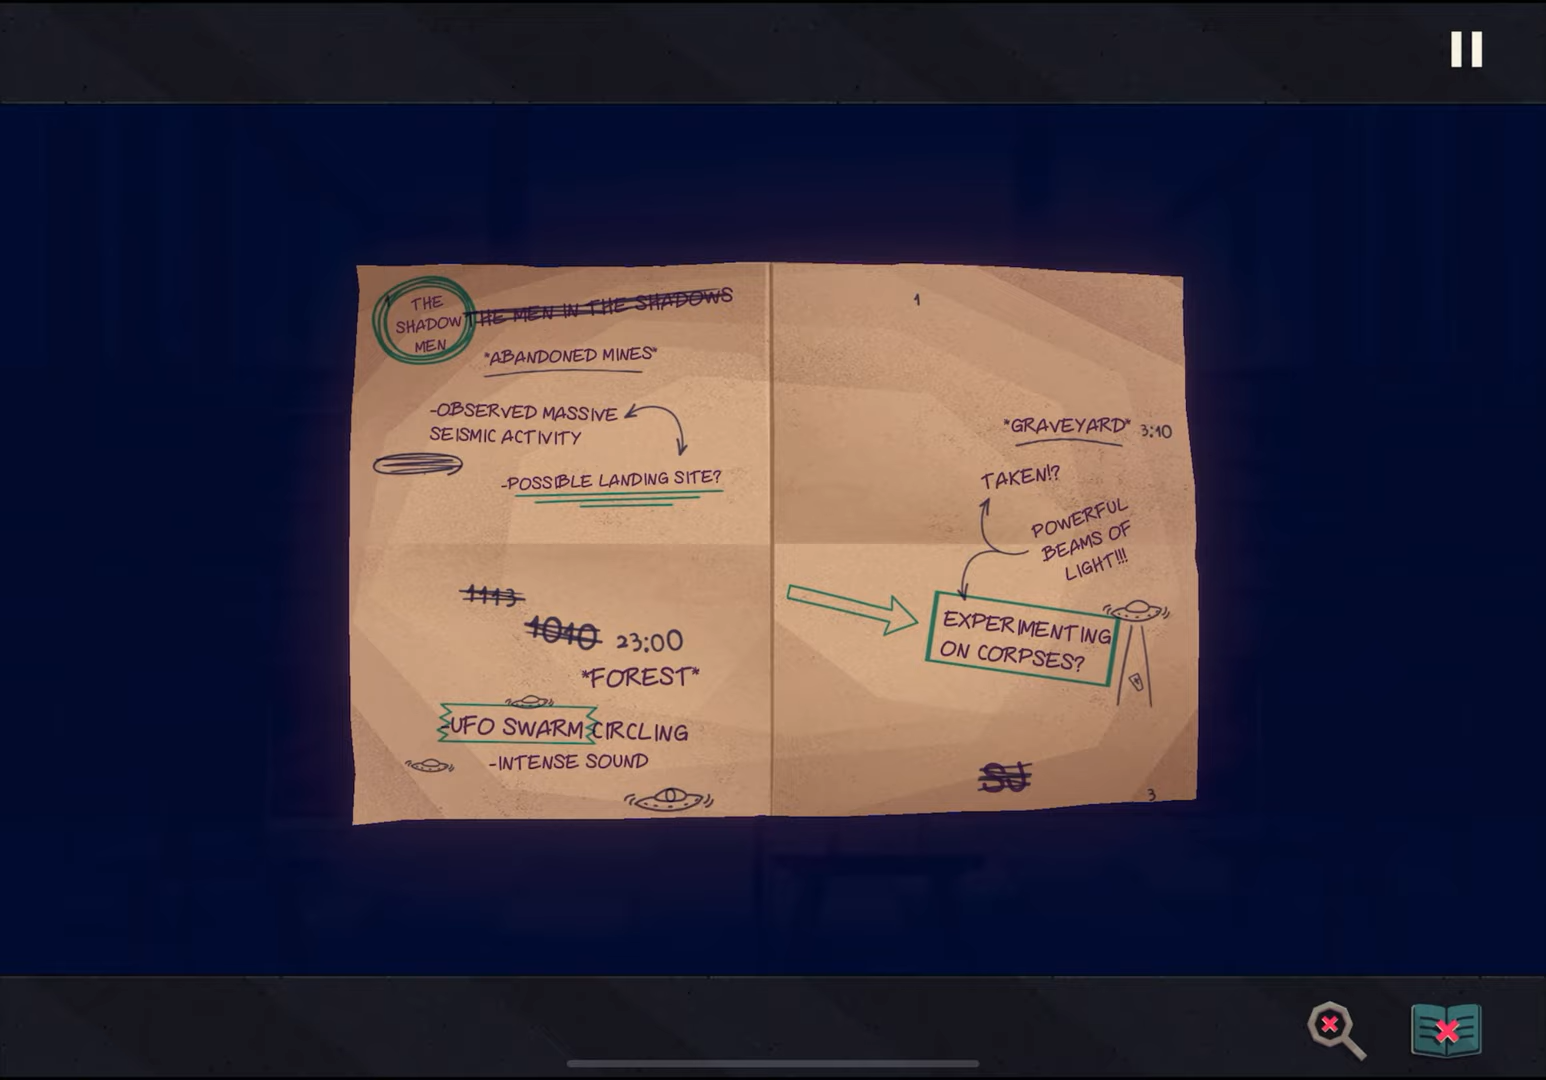 THE
SHADOW
MEN
THE MEN IN THE SHADOWS
*ABANDONED MINES*
-OBSERVED MASSIVE
SEISMIC ACTIVITY
-POSSIBLE LANDING SITE?
1113
1010 23:00
*FOREST*
-UFO SWARM CIRCLING
-INTENSE SOUND
1
*GRAVEYARD* 3:10
TAKEN!?
POWERFUL
BEAMS OF
LIGHT!!!
EXPERIMENTING
ON CORPSES?
SJ
3